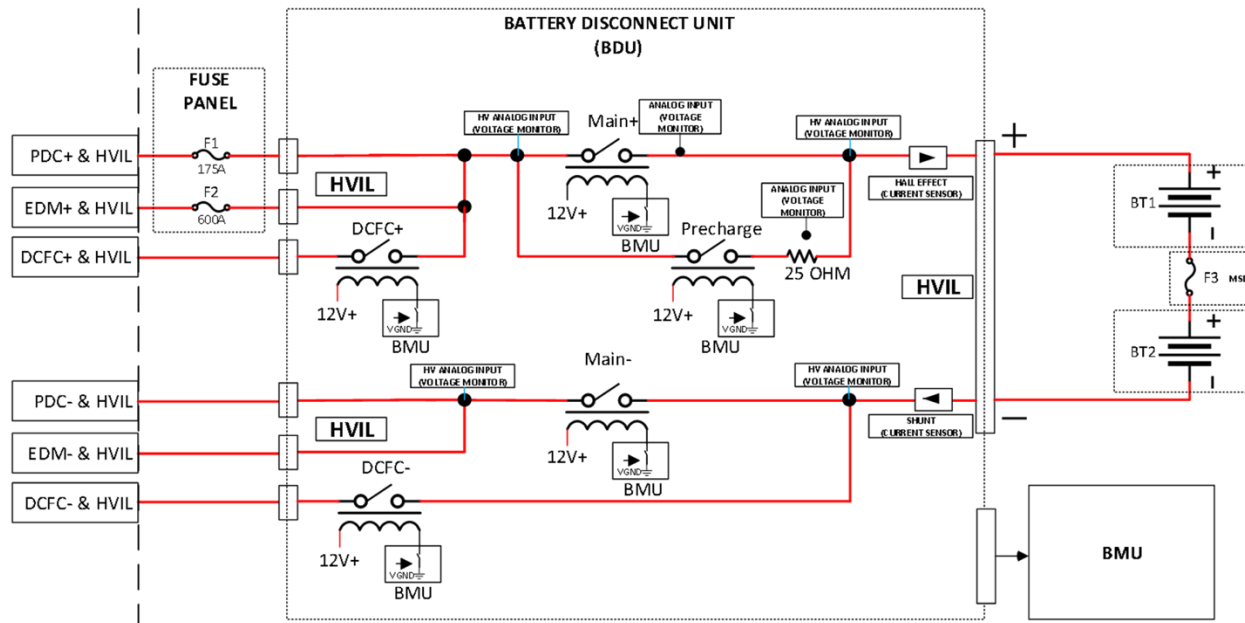 BATTERY DISCONNECT UNIT
(BDU)
FUSE
PANEL
F1
175A
F2
600A
PDC+ & HVIL
EDM+ & HVIL
DCFC+ & HVIL
HVIL
HV ANALOG INPUT
(VOLTAGE MONITOR)
Main+
ANALOG INPUT
(VOLTAGE
MONITOR)
HV ANALOG INPUT
(VOLTAGE MONITOR)
HALL EFFECT
(CURRENT SENSOR)
+
12V+
VGND
BMU
ANALOG INPUT
(VOLTAGE
MONITOR)
DCFC+
12V+
VGND
BMU
Precharge
25 OHM
12V+
VGND
BMU
HVIL
+
BT1
F3 MSD
+
BT2
PDC- & HVIL
EDM- & HVIL
DCFC- & HVIL
HVIL
HV ANALOG INPUT
(VOLTAGE MONITOR)
Main-
12V+
VGND
BMU
HV ANALOG INPUT
(VOLTAGE MONITOR)
SHUNT
(CURRENT SENSOR)
DCFC-
12V+
VGND
BMU
BMU